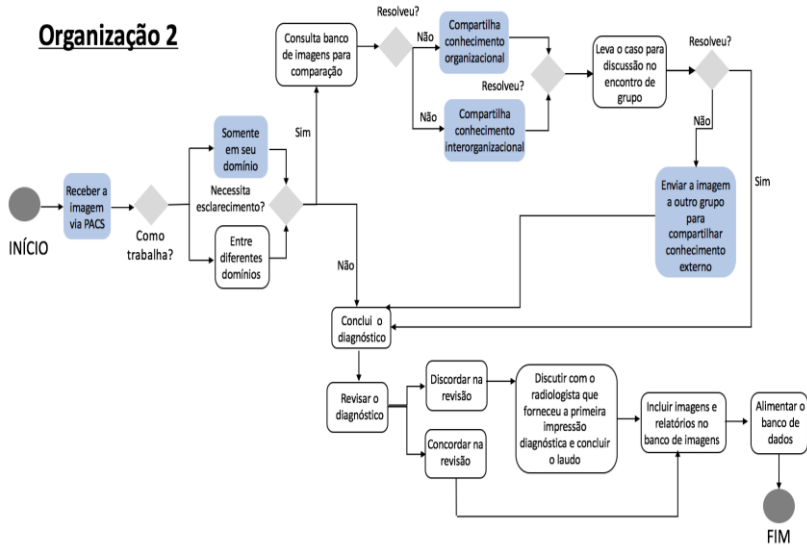 Organização 2
Consulta banco
de imagens para
comparação
Resolveu?
Não
Compartilha
conhecimento
organizacional
Resolveu?
Não
Compartilha
conhecimento
interorganizacional
Leva o caso para
discussão no
encontro de
grupo
Resolveu?
Não
Sim
Enviar a imagem
a outro grupo
para
compartilhar
conhecimento
externo
Sim
INÍCIO
Receber a
imagem
via PACS
Como
trabalha?
Somente
em seu
domínio
Necessita
esclarecimento?
Entre
diferentes
domínios
Não
Conclui o
diagnóstico
Revisar o
diagnóstico
Discordar na
revisão
Concordar na
revisão
Discutir com o
radiologista que
forneceu a primeira
impressão
diagnóstica e concluir
o laudo
Incluir imagens e
relatórios no
banco de imagens
Alimentar o
banco de
dados
FIM